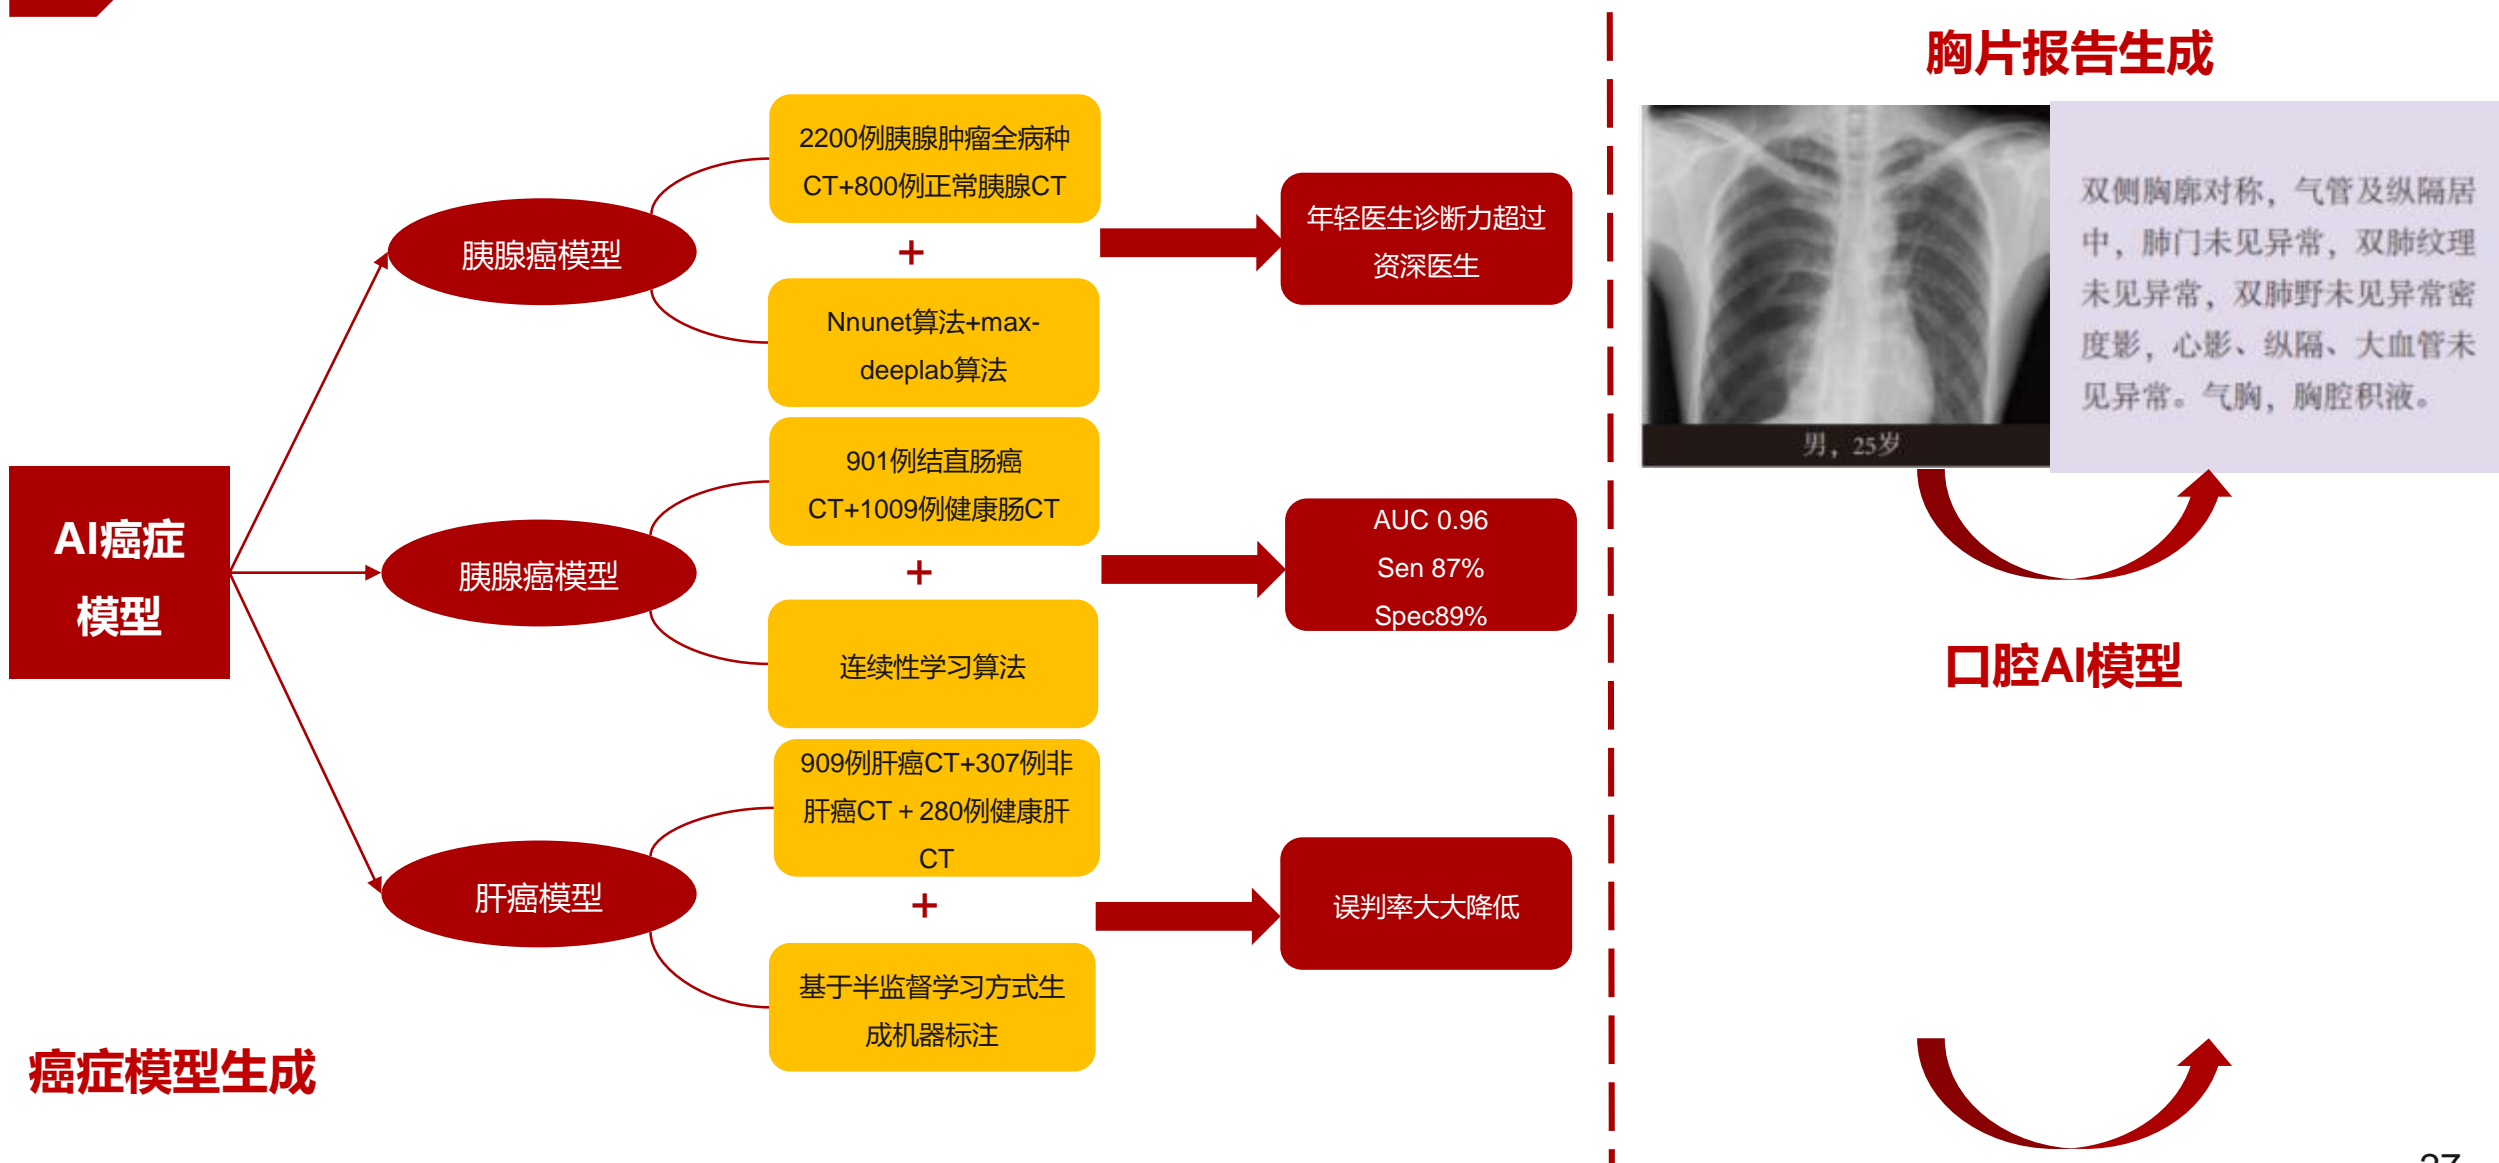 AI癌症
模型
胰腺癌模型
2200例胰腺肿瘤全病种
CT+800例正常胰腺CT
+
Nnunet算法+max-
deeplab算法
年轻医生诊断力超过
资深医生
胰腺癌模型
901例结直肠癌
CT+1009例健康肠CT
+
连续性学习算法
AUC 0.96
Sen 87%
Spec89%
肝癌模型
909例肝癌CT+307例非
肝癌CT + 280例健康肝
CT
+
基于半监督学习方式生
成机器标注
误判率大大降低
癌症模型生成
胸片报告生成
男，25岁
双侧胸廓对称，气管及纵隔居
中，肺门未见异常，双肺纹理
未见异常，双肺野未见异常密
度影，心影、纵隔、大血管未
见异常。气胸，胸腔积液。
口腔AI模型